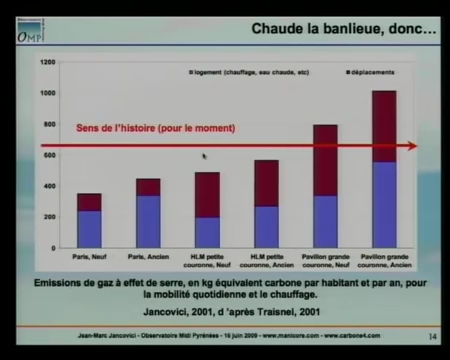 OMP
Chaude la banlieue, donc…
logement (chauffage, eau chaude, etc)
déplacements
1200
1000
800
600
400
200
0
Sens de l'histoire (pour le moment)
Paris, Neuf
Paris, Ancien
HLM petite couronne, Neuf
HLM petite couronne, Ancien
Pavillon grande couronne, Neuf
Pavillon grande couronne, Ancien
Emissions de gaz à effet de serre, en kg équivalent carbone par habitant et par an, pour
la mobilité quotidienne et le chauffage.
Jancovici, 2001, d 'après Traisnel, 2001
Jean-Marc Jancovici - Observatoire Midi Pyrénées - 16 juin 2009 - www.manicore.com - www.carbone4.com
14